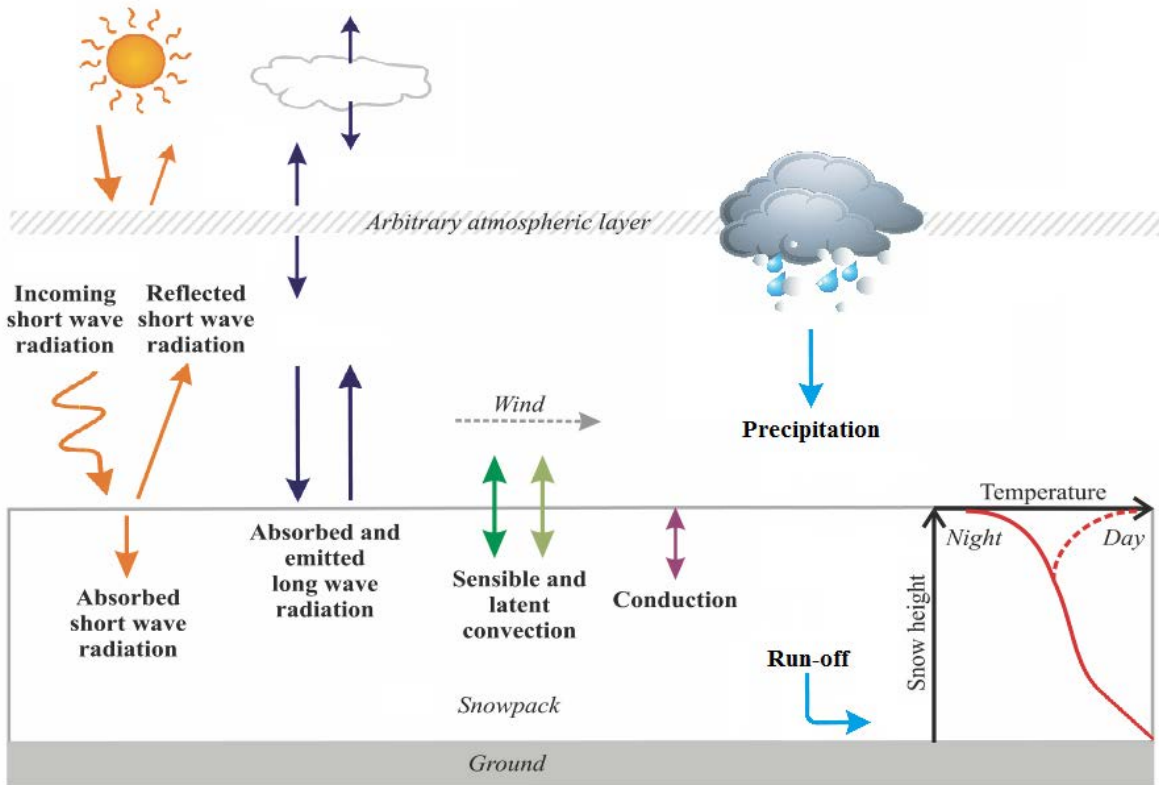 Arbitrary atmospheric layer
Incoming
short wave
radiation
Reflected
short wave
radiation
Wind
Precipitation
Absorbed
short wave
radiation
Absorbed and
emitted
long wave
radiation
Sensible and
latent
convection
Conduction
Run-off
Snowpack
Ground
Temperature
Night
Day
Snow height